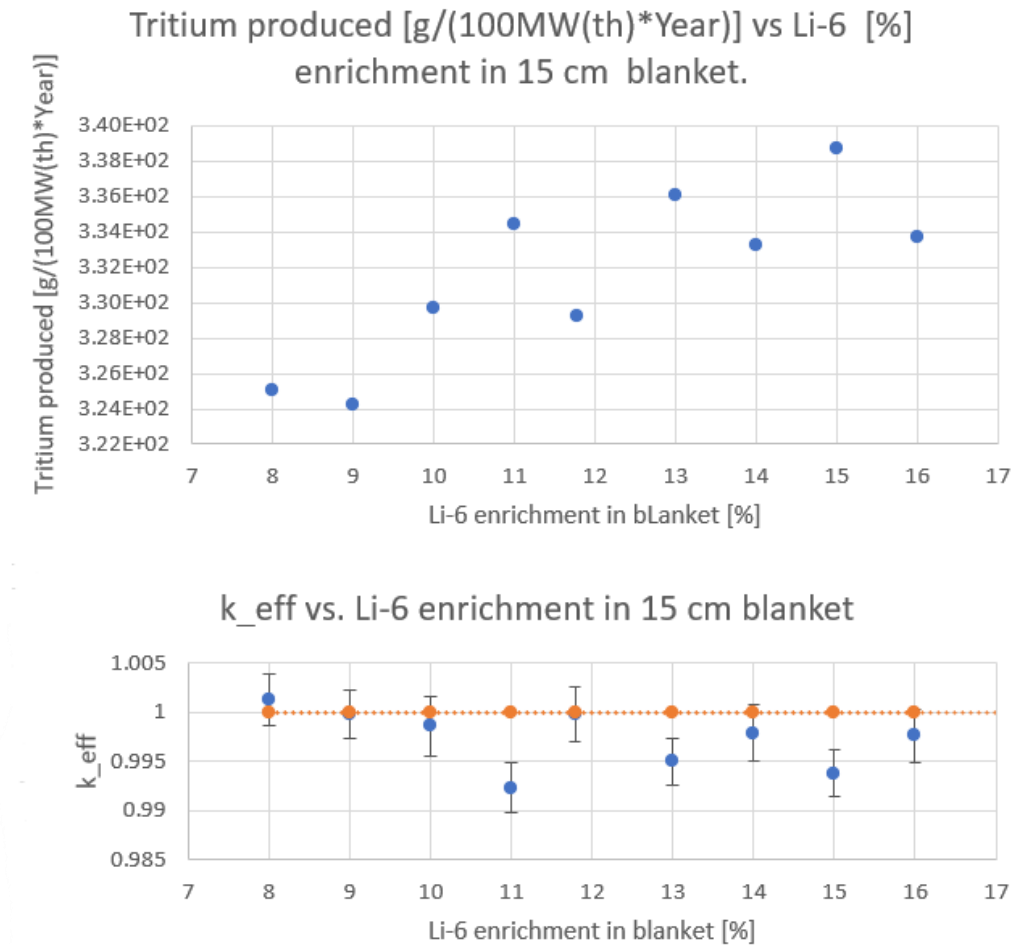 Tritium produced [g/(100MW(th)*Year)] vs Li-6 [%]
enrichment in 15 cm blanket.
Tritium produced [g/(100MW(th)*Year)]
3.40E+02
3.38E+02
3.36E+02
3.34E+02
3.32E+02
3.30E+02
3.28E+02
3.26E+02
3.24E+02
3.22E+02
7 8 9 10 11 12 13 14 15 16 17
Li-6 enrichment in bLanket [%]
k_eff vs. Li-6 enrichment in 15 cm blanket
k_eff
1.005
1
0.995
0.99
0.985
7 8 9 10 11 12 13 14 15 16 17
Li-6 enrichment in blanket [%]